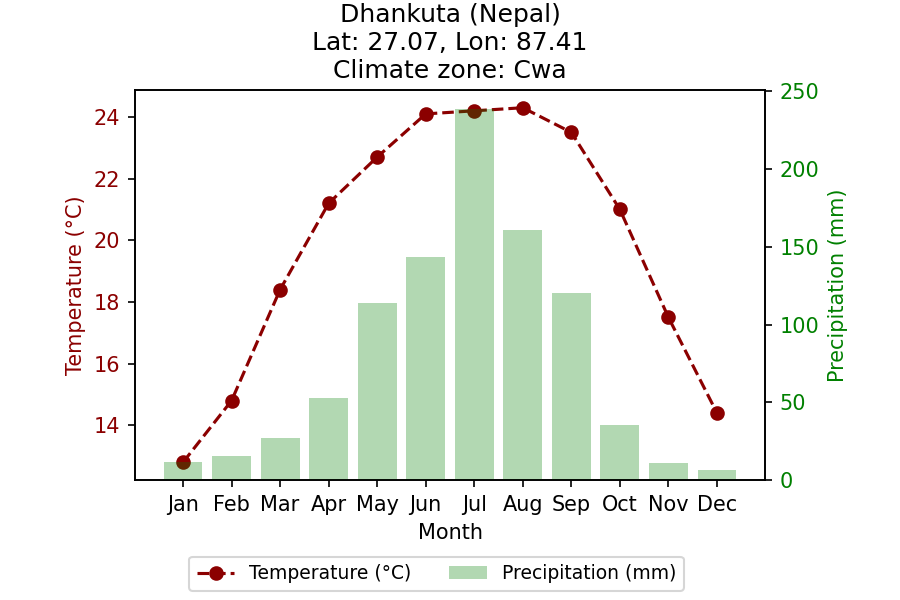 Dhankuta (Nepal)
Lat: 27.07, Lon: 87.41
Climate zone: Cwa
24
22
20
18
16
14
Temperature (°C)
250
200
150
100
50
0
Precipitation (mm)
Jan Feb Mar Apr May Jun Jul Aug Sep Oct Nov Dec
Month
Temperature (°C) Precipitation (mm)